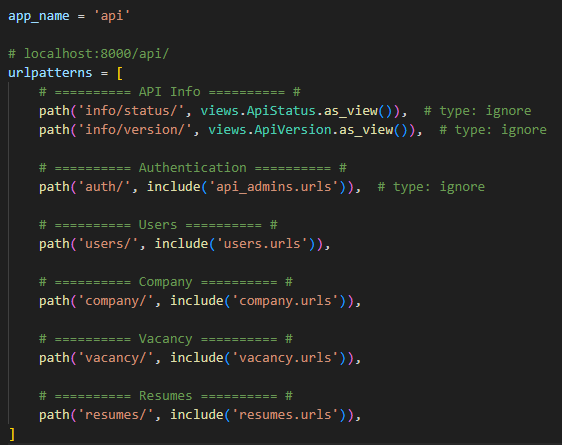 app_name = 'api'
# localhost:8000/api/
urlpatterns = [
    # ========== API Info ========== #
    path('info/status/', views.ApiStatus.as_view()),  # type: ignore
    path('info/version/', views.ApiVersion.as_view()),  # type: ignore
    # ========== Authentication ========== #
    path('auth/', include('api_admins.urls')),  # type: ignore
    # ========== Users ========== #
    path('users/', include('users.urls')),
    # ========== Company ========== #
    path('company/', include('company.urls')),
    # ========== Vacancy ========== #
    path('vacancy/', include('vacancy.urls')),
    # ========== Resumes ========== #
    path('resumes/', include('resumes.urls')),
]